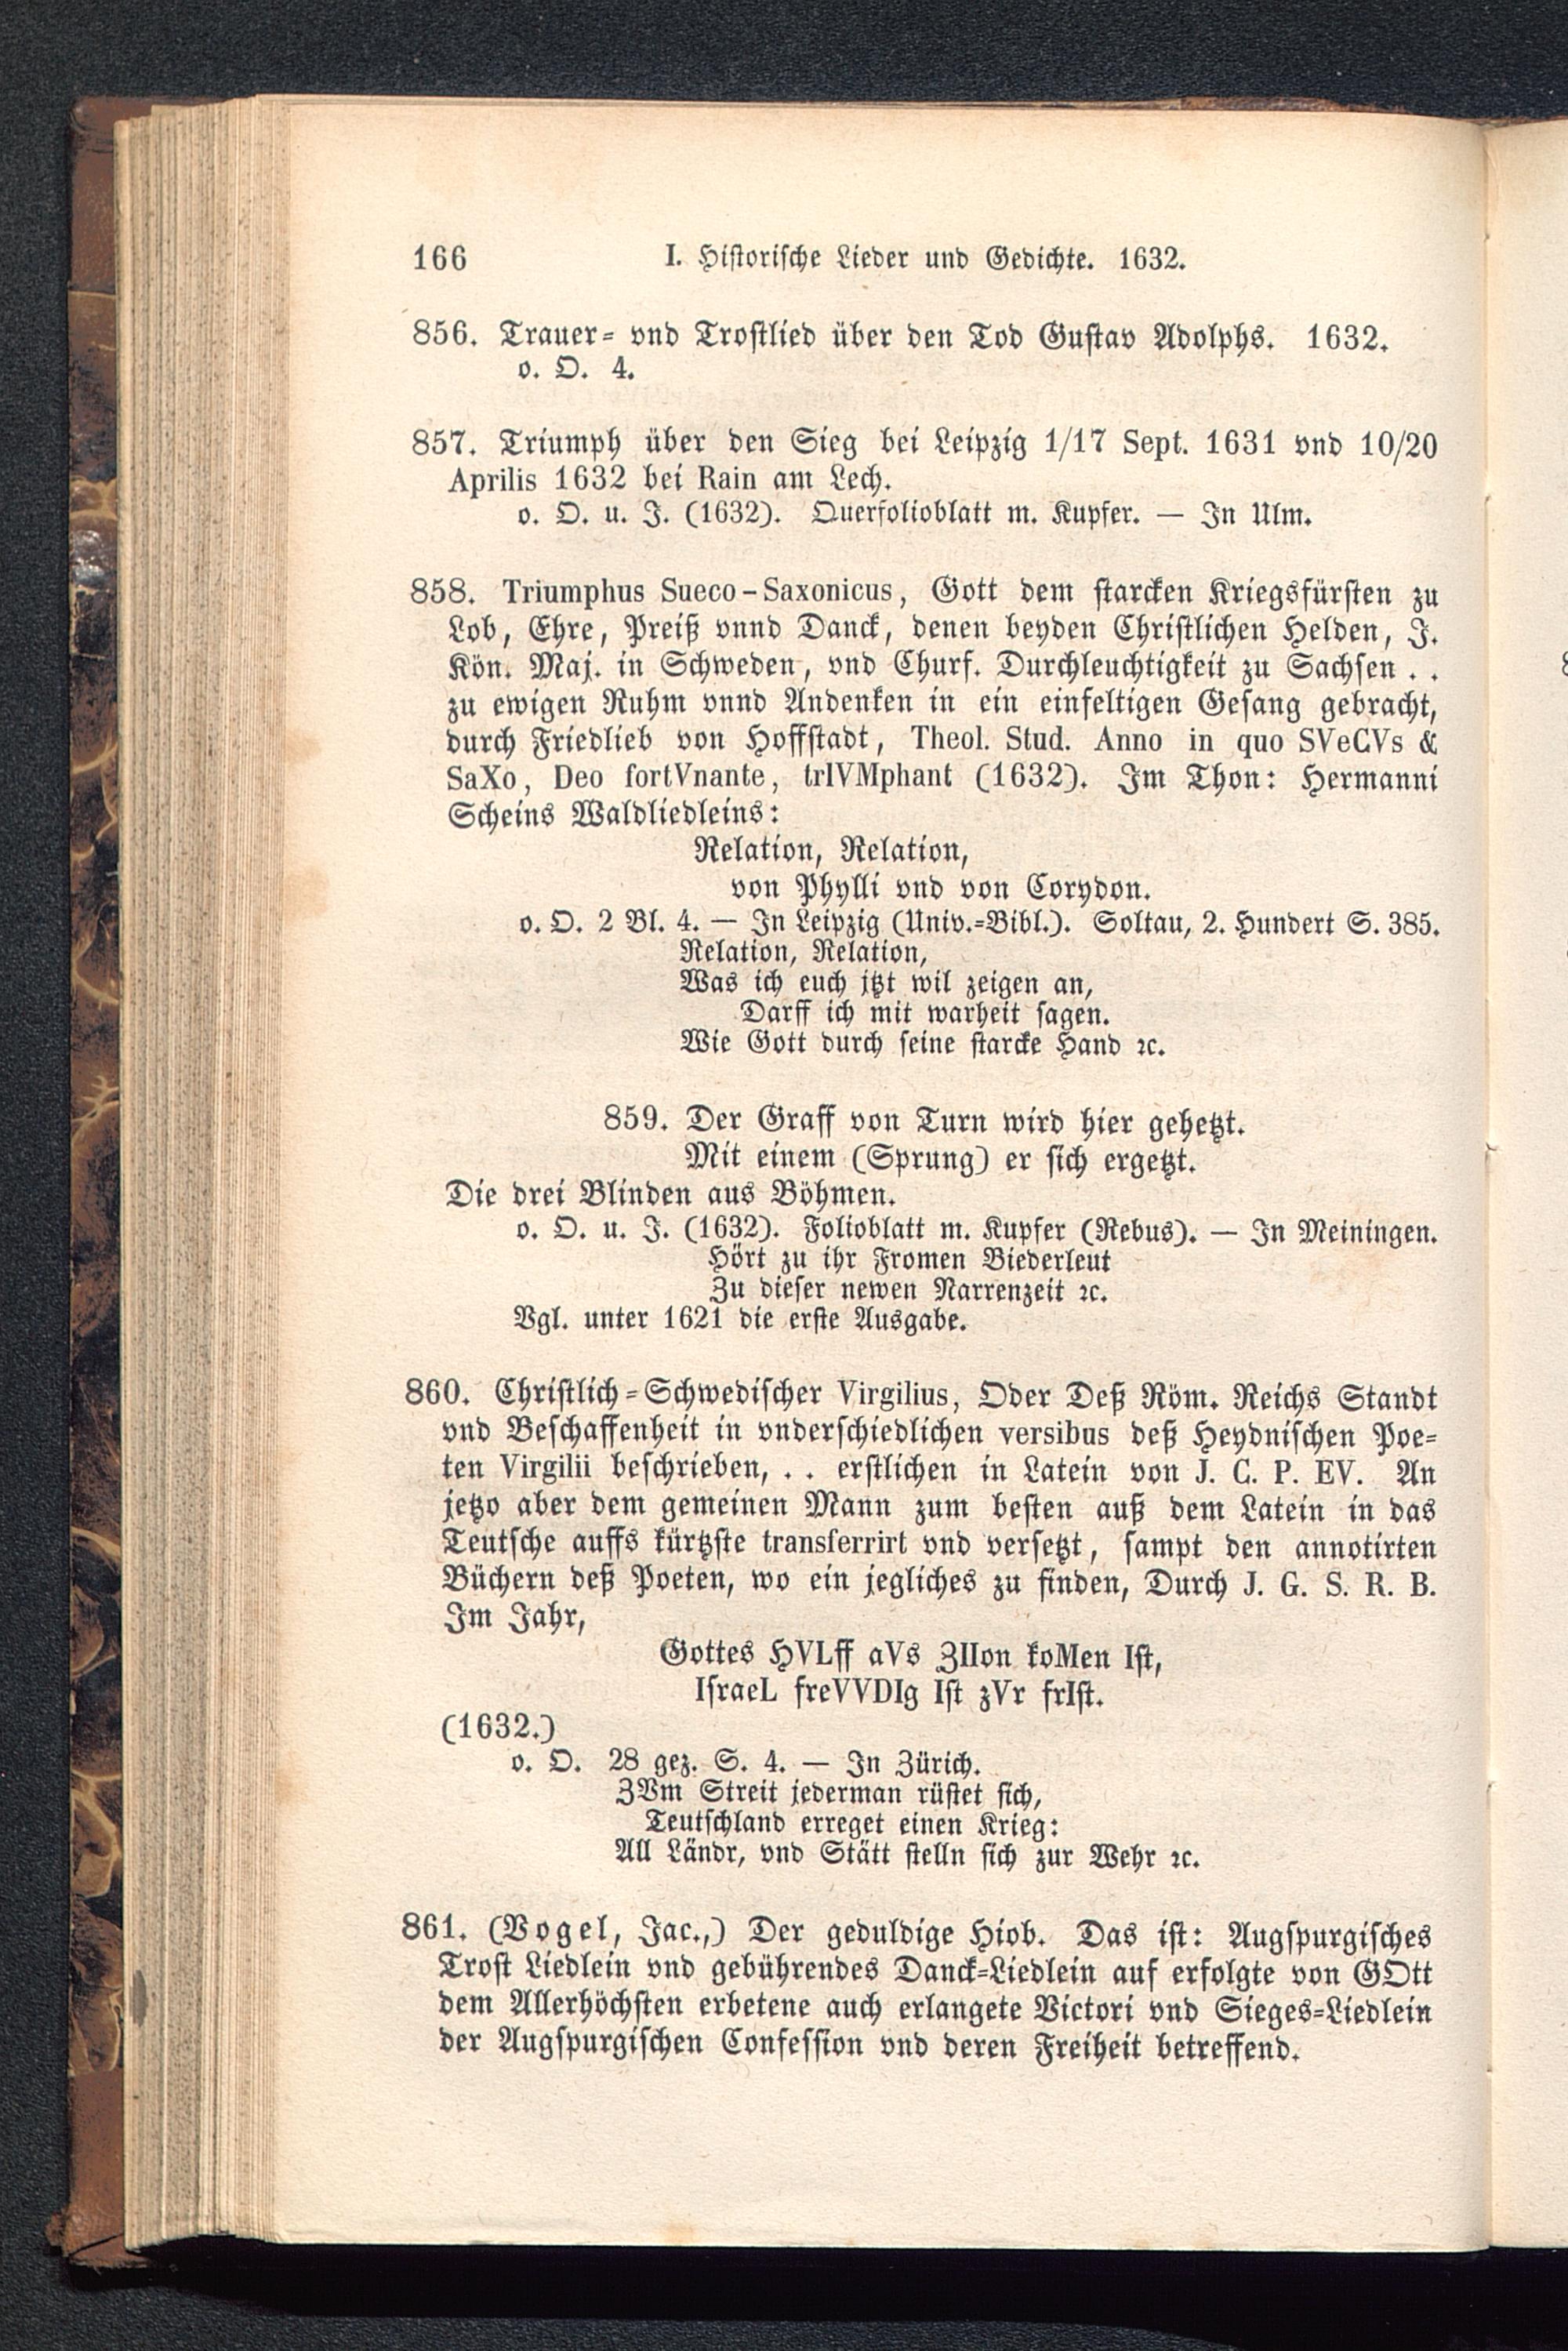 166 I. Historische Lieder und Gedichte. 1632.
856. Trauer- vnd Trostlied über den Tod Gustav Adolphs. 1632.
o. O. 4.
857. Triumph über den Sieg bei Leipzig 1/17 Sept. 1631 vnd 10/20
Aprilis 1632 bei Rain am Lech.
o. O. u. J. (1632). Querfolioblatt m. Kupfer. — In Ulm.
858. Triumphus Sueco-Saxonicus, Gott dem starcken Kriegsfürsten zu
Lob, Ehre, Preiß vnnd Danck, denen beyden Christlichen Helden, J.
Kön. Maj. in Schweden, vnd Churf. Durchleuchtigkeit zu Sachsen . .
zu ewigen Ruhm vnnd Andenken in ein einfeltigen Gesang gebracht,
durch Friedlieb von Hoffstadt, Theol. Stud. Anno in quo SVeCVs &
SaXo, Deo fortVnante, trIVMphant (1632). Im Thon: Hermanni
Scheins Waldliedleins:
Relation, Relation,
von Phylli vnd von Corydon.
o. O. 2 Bl. 4. — In Leipzig (Univ.-Bibl.). Soltau, 2. Hundert S. 385.
Relation, Relation,
Was ich euch jtzt wil zeigen an,
Darff ich mit warheit sagen.
Wie Gott durch seine starcke Hand ꝛc.
859. Der Graff von Turn wird hier gehetzt.
Mit einem (Sprung) er sich ergetzt.
Die drei Blinden aus Böhmen.
o. O. u. J. (1632). Folioblatt m. Kupfer (Rebus). — In Meiningen.
Hört zu ihr Fromen Biederleut
Zu dieser newen Narrenzeit ꝛc.
Vgl. unter 1621 die erste Ausgabe.
860. Christlich-Schwedischer Virgilius, Oder Deß Röm. Reichs Standt
vnd Beschaffenheit in vnderschiedlichen versibus deß Heydnischen Poe-
ten Virgilii beschrieben, . . erstlichen in Latein von J. C. P. EV. An
jetzo aber dem gemeinen Mann zum besten auß dem Latein in das
Teutsche auffs kürtzste transferrirt vnd versetzt, sampt den annotirten
Büchern deß Poeten, wo ein jegliches zu finden, Durch J. G. S. R. B.
Im Jahr,
Gottes HVLff aVs ZIIon koMen Ist,
IsraeL freVVDIg Ist zVr frIst.
(1632.)
o. O. 28 gez. S. 4. — In Zürich.
ZVm Streit jederman rüstet sich,
Teutschland erreget einen Krieg:
All Ländr, vnd Stätt stelln sich zur Wehr ꝛc.
861. (Vogel, Jac.,) Der geduldige Hiob. Das ist: Augspurgisches
Trost Liedlein vnd gebührendes Danck-Liedlein auf erfolgte von GOtt
dem Allerhöchsten erbetene auch erlangete Victori vnd Sieges-Liedlein
der Augspurgischen Confession vnd deren Freiheit betreffend.